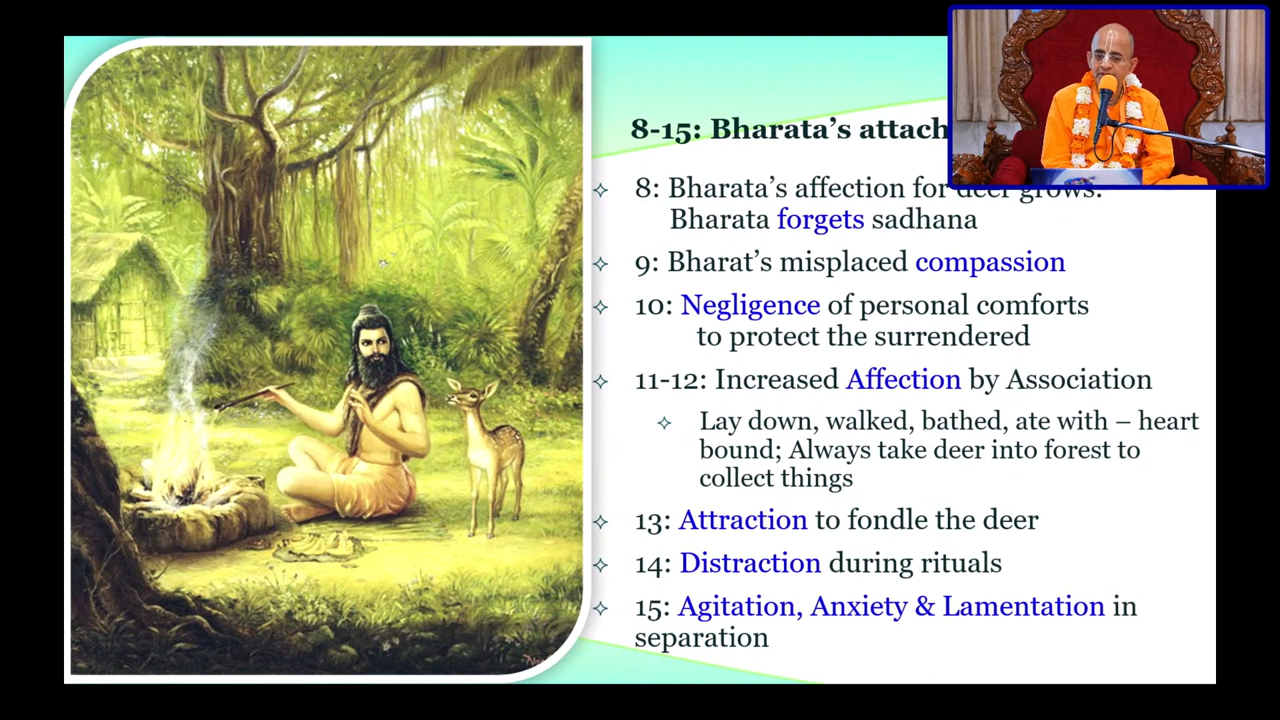 8-15: Bharata's attach
8: Bharata's affection for deer grows:
Bharata forgets sadhana
9: Bharat's misplaced compassion
10: Negligence of personal comforts
to protect the surrendered
11-12: Increased Affection by Association
Lay down, walked, bathed, ate with – heart
bound; Always take deer into forest to
collect things
13: Attraction to fondle the deer
14: Distraction during rituals
15: Agitation, Anxiety & Lamentation in
separation